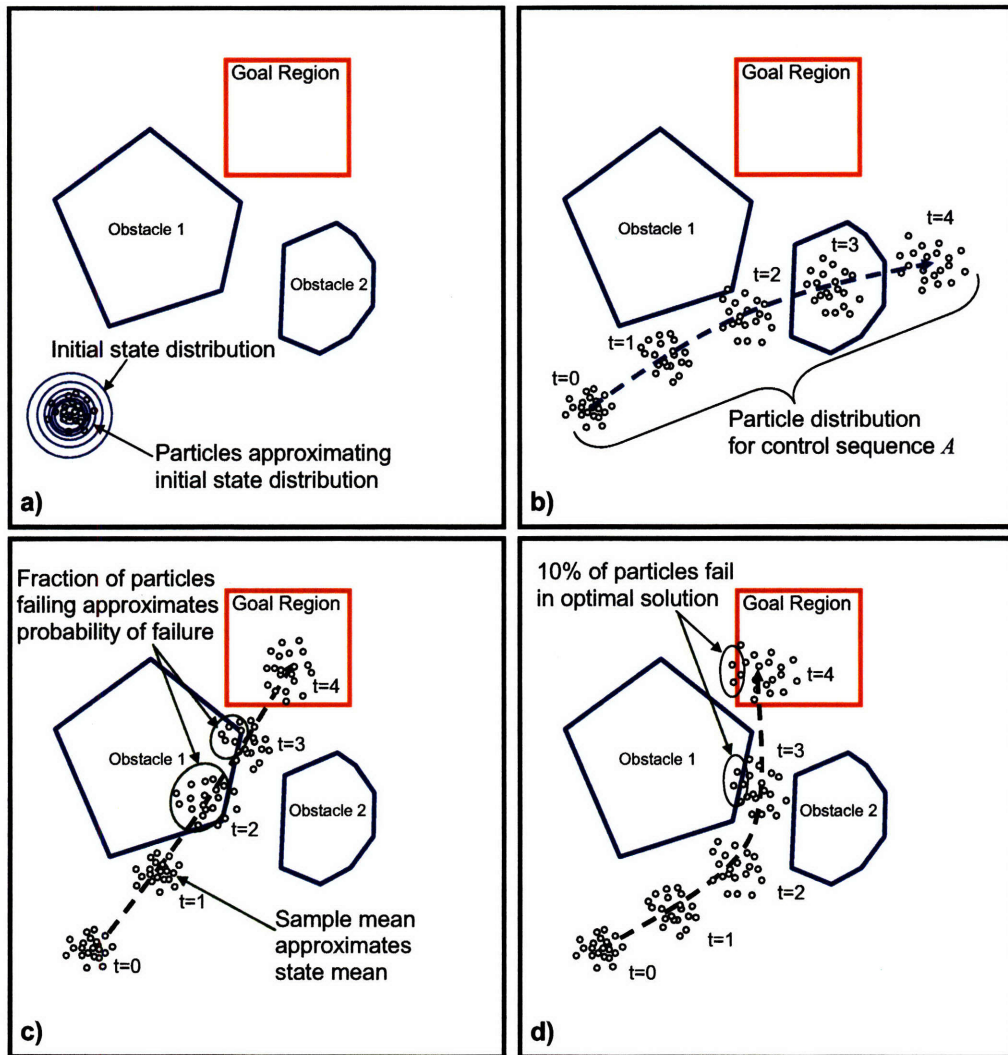 Goal Region
Obstacle 1
Obstacle 2
Initial state distribution
Particles approximating
initial state distribution
a)
Goal Region
Obstacle 1
t=4
t=3
t=2
t=1
t=0
Particle distribution
for control sequence A
b)
Fraction of particles
failing approximates
probability of failure
Goal Region
t=4
t=3
Obstacle 1
Obstacle 2
t=2
t=1
Sample mean
approximates
state mean
t=0
c)
10% of particles fail
in optimal solution
Goal Region
t=4
t=3
Obstacle 1
Obstacle 2
t=2
t=1
t=0
d)